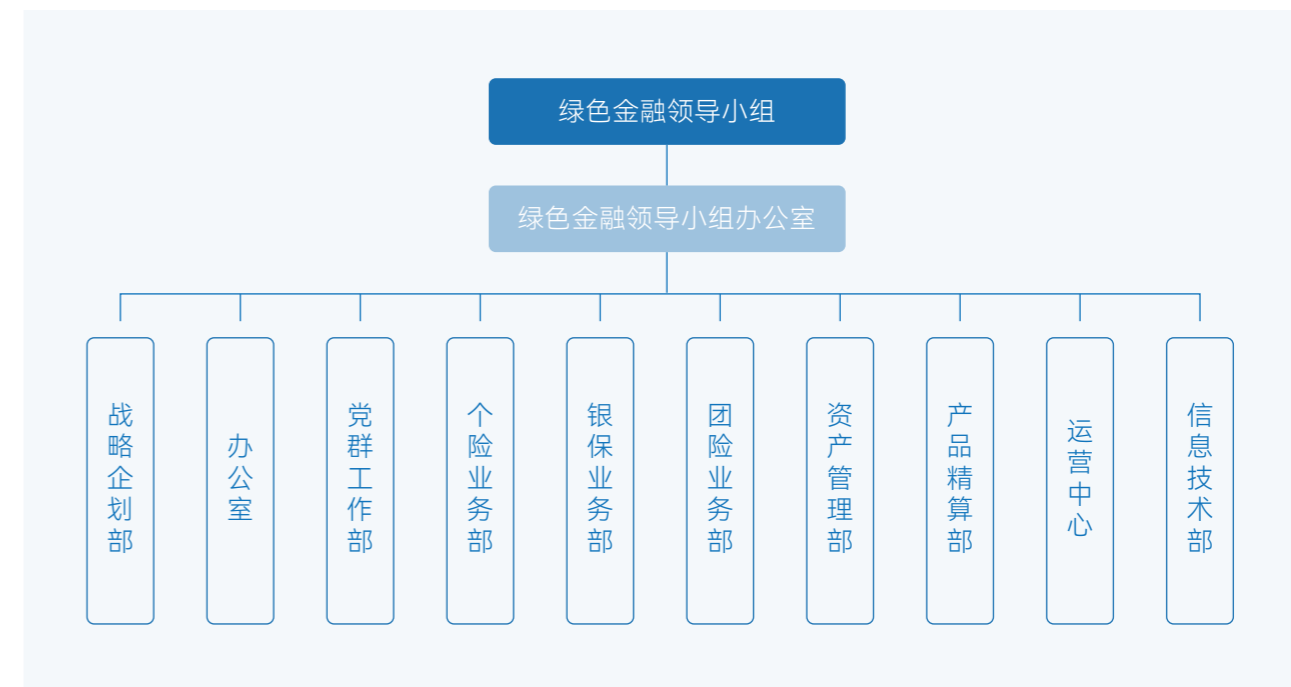 绿色金融领导小组
绿色金融领导小组办公室
战略企划部
办公室
党群工作部
个险业务部
银保业务部
团险业务部
资产管理部
产品精算部
运营中心
信息技术部